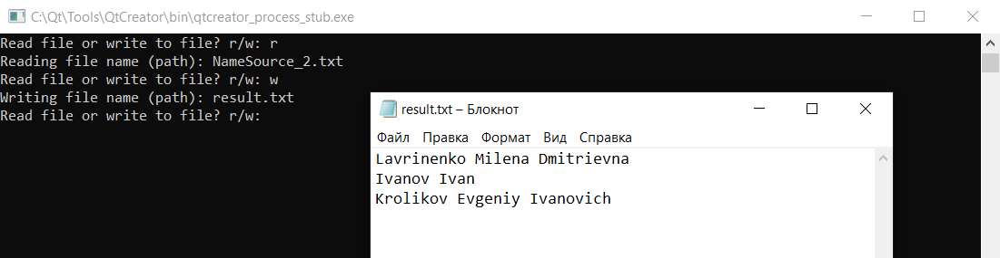 C:\Qt\Tools\QtCreator\bin\qtcreator_process_stub.exe
Read file or write to file? r/w: r
Reading file name (path): NameSource_2.txt
Read file or write to file? r/w: w
Writing file name (path): result.txt
Read file or write to file? r/w:
result.txt – Блокнот
Файл Правка Формат Вид Справка
Lavrinenko Milena Dmitrievna
Ivanov Ivan
Krolikov Evgeniy Ivanovich